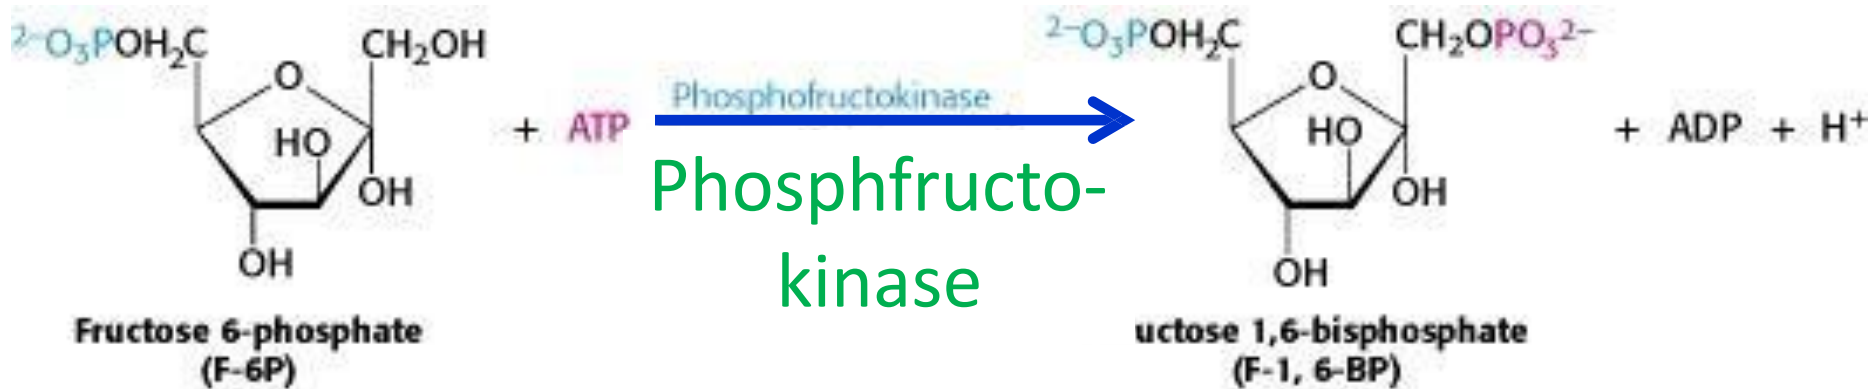 ²⁻O₃POH₂C CH₂OH
O
HO
OH
OH
Fructose 6-phosphate
(F-6P)
+ ATP
Phosphofructokinase
Phosphfructo-
kinase
²⁻O₃POH₂C CH₂OPO₃²⁻
O
HO
OH
OH
uctose 1,6-bisphosphate
(F-1, 6-BP)
+ ADP + H⁺